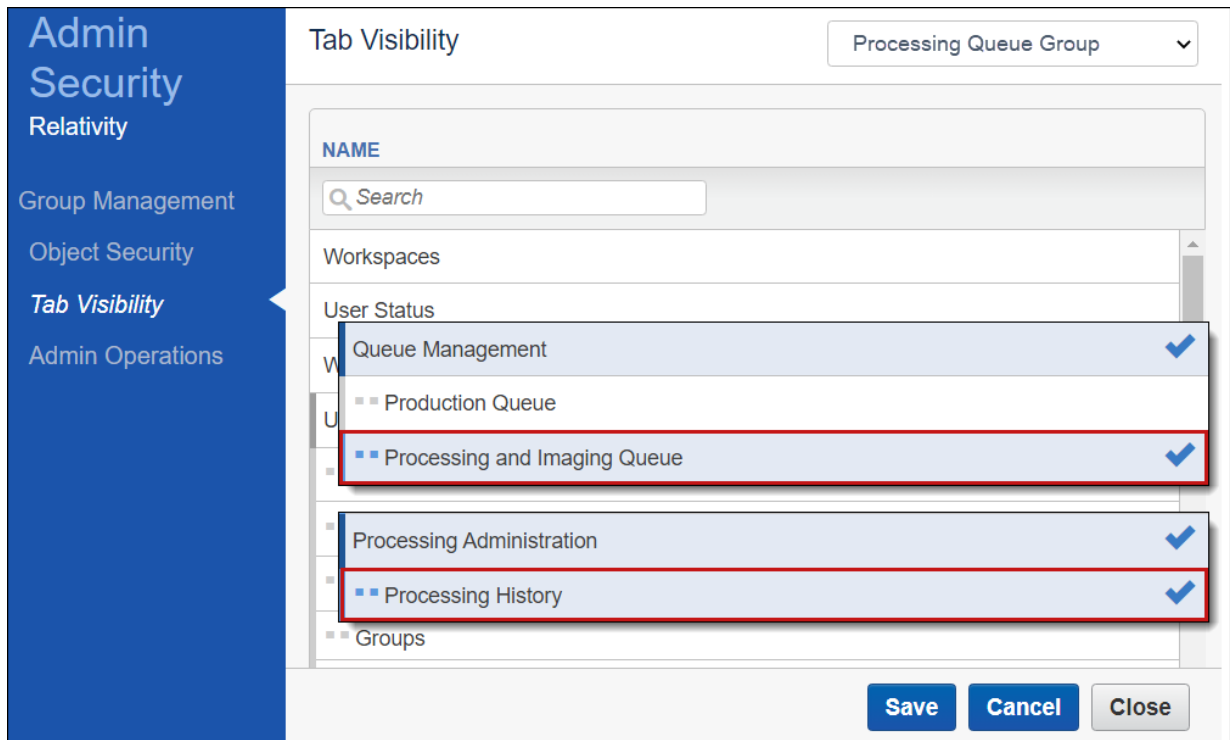 Admin
Security
Relativity
Group Management
Object Security
Tab Visibility
Admin Operations
Tab Visibility
Processing Queue Group
NAME
Search
Workspaces
User Status
Queue Management
Production Queue
Processing and Imaging Queue
Processing Administration
Processing History
Groups
Save Cancel Close